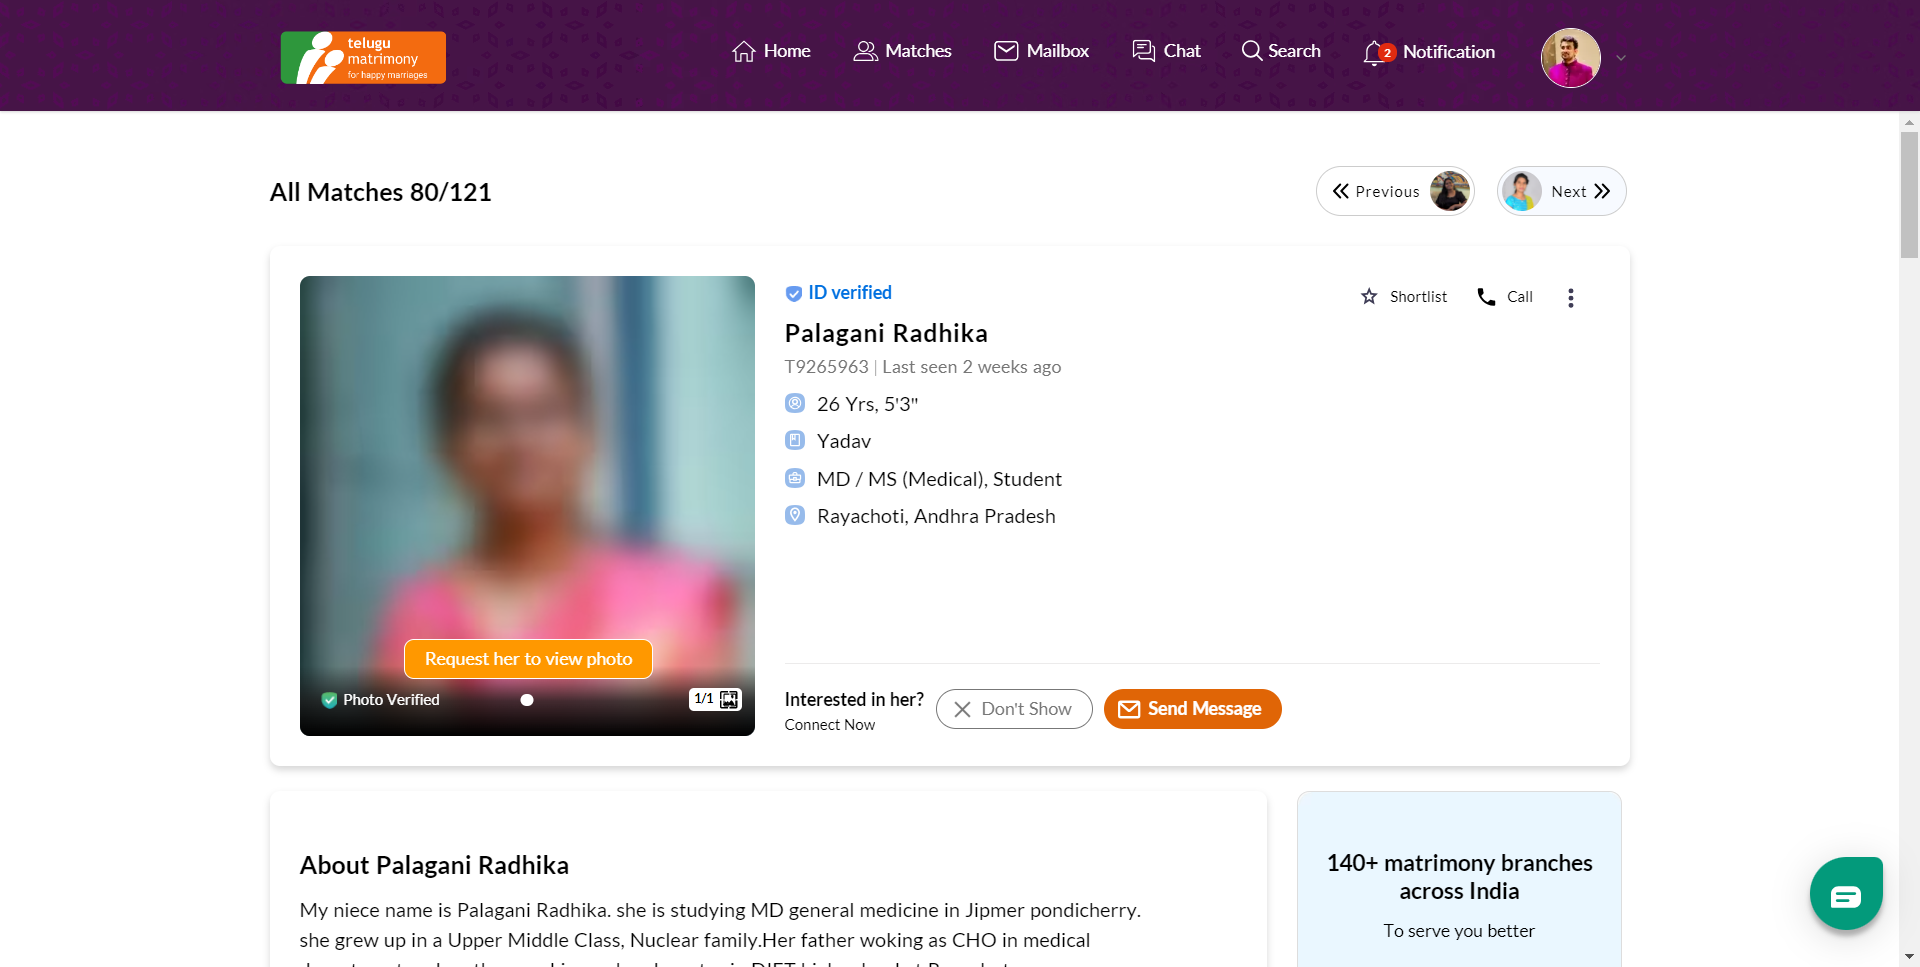 telugu
matrimony
for happy marriages
Home
Matches
Mailbox
Chat
Search
2
Notification
All Matches 80/121
Previous
Next
ID verified
Shortlist
Call
Palagani Radhika
T9265963 | Last seen 2 weeks ago
26 Yrs, 5'3"
Yadav
MD / MS (Medical), Student
Rayachoti, Andhra Pradesh
Request her to view photo
Photo Verified
1/1
Interested in her?
Connect Now
Don't Show
Send Message
About Palagani Radhika
My niece name is Palagani Radhika. she is studying MD general medicine in Jipmer pondicherry.
she grew up in a Upper Middle Class, Nuclear family.Her father woking as CHO in medical
140+ matrimony branches
across India
To serve you better